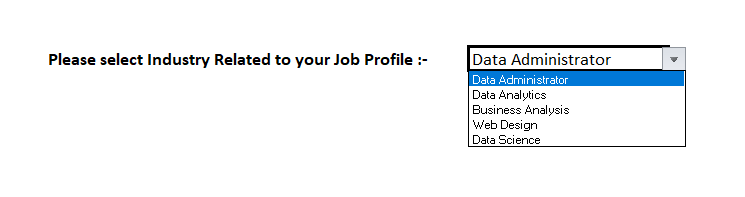 Please select Industry Related to your Job Profile :- Data Administrator
Data Administrator
Data Analytics
Business Analysis
Web Design
Data Science